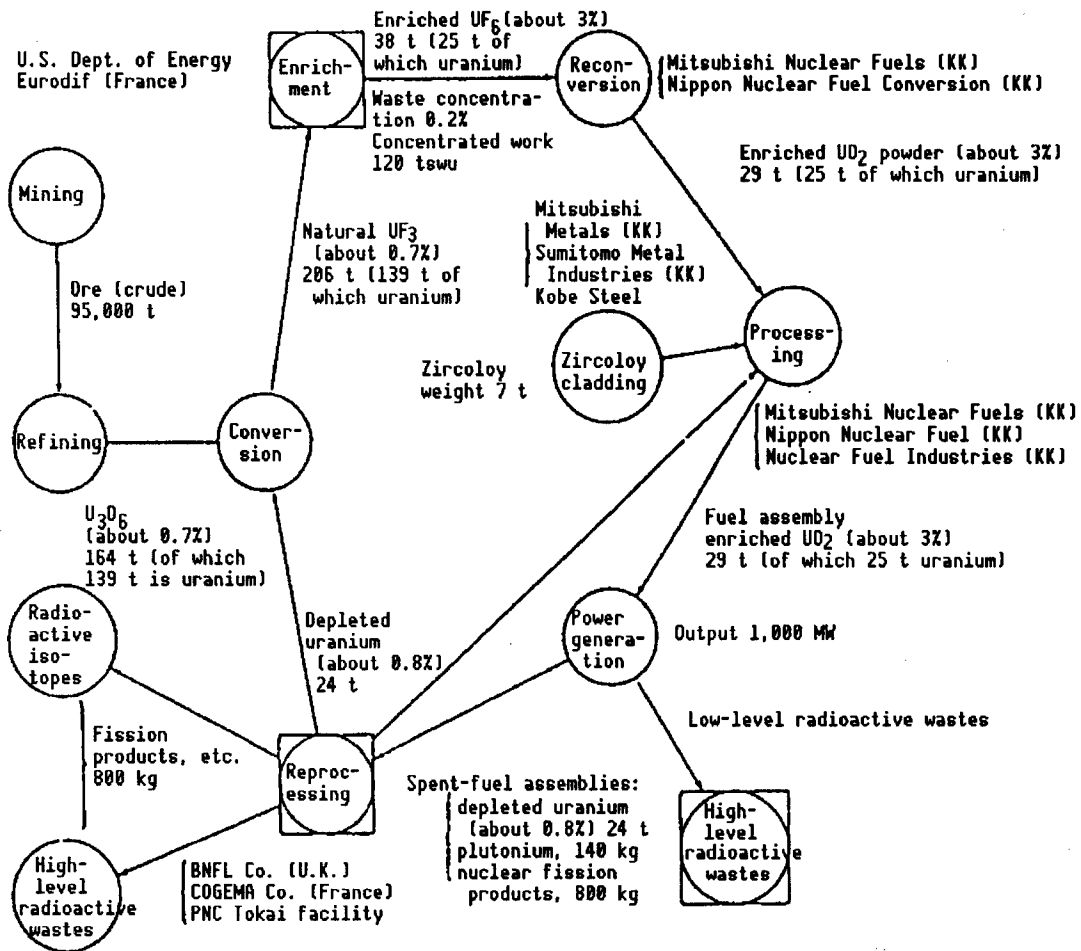 U.S. Dept. of Energy
Eurodif (France)
Enrich-
ment
Enriched UF6 (about 3%)
38 t (25 t of
which uranium)
Waste concentra-
tion 0.2%
Concentrated work
120 tswu
Recon-
version
Mitsubishi Nuclear Fuels (KK)
Nippon Nuclear Fuel Conversion (KK)
Enriched UO2 powder (about 3%)
29 t (25 t of which uranium)
Mining
Ore (crude)
95,000 t
Natural UF3
(about 0.7%)
206 t (139 t of
which uranium)
Mitsubishi
Metals (KK)
Sumitomo Metal
Industries (KK)
Kobe Steel
Process-
ing
Zircoloy
cladding
Zircoloy
weight 7 t
Mitsubishi Nuclear Fuels (KK)
Nippon Nuclear Fuel (KK)
Nuclear Fuel Industries (KK)
Refining
Conver-
sion
U3O6
(about 0.7%)
164 t (of which
139 t is uranium)
Fuel assembly
enriched UO2 (about 3%)
29 t (of which 25 t uranium)
Radio-
active
iso-
topes
Depleted
uranium
(about 0.8%)
24 t
Power
generation
Output 1,000 MW
Low-level radioactive wastes
Fission
products, etc.
800 kg
Reproc-
essing
Spent-fuel assemblies:
depleted uranium
(about 0.8%) 24 t
plutonium, 140 kg
nuclear fission
products, 800 kg
High-
level
radioactive
wastes
High-
level
radioactive
wastes
BNFL Co. (U.K.)
COGEMA Co. (France)
PNC Tokai facility